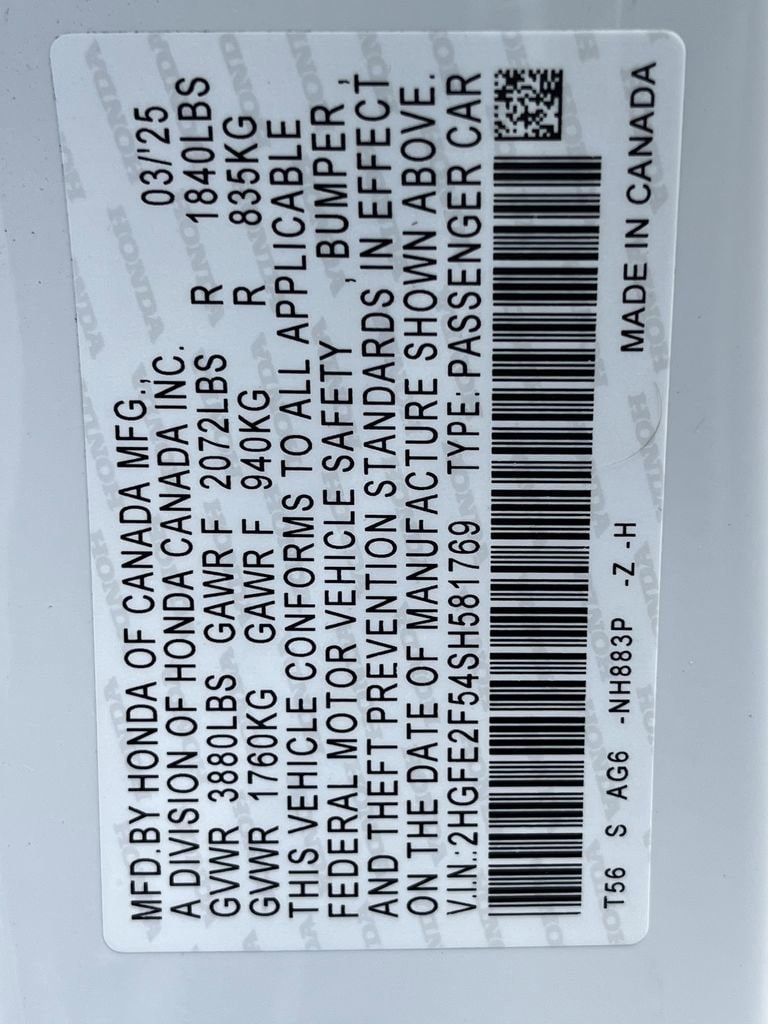 MFD.BY HONDA OF CANADA MFG., 03/'25
A DIVISION OF HONDA CANADA INC.
GVWR 3880LBS GAWR F 2072LBS R 1840LBS
GVWR 1760KG GAWR F 940KG R 835KG
THIS VEHICLE CONFORMS TO ALL APPLICABLE
FEDERAL MOTOR VEHICLE SAFETY , BUMPER ,
AND THEFT PREVENTION STANDARDS IN EFFECT
ON THE DATE OF MANUFACTURE SHOWN ABOVE.
V.I.N.:2HGFE2F54SH581769 TYPE: PASSENGER CAR
T56 S AG6 -NH883P -Z -H MADE IN CANADA